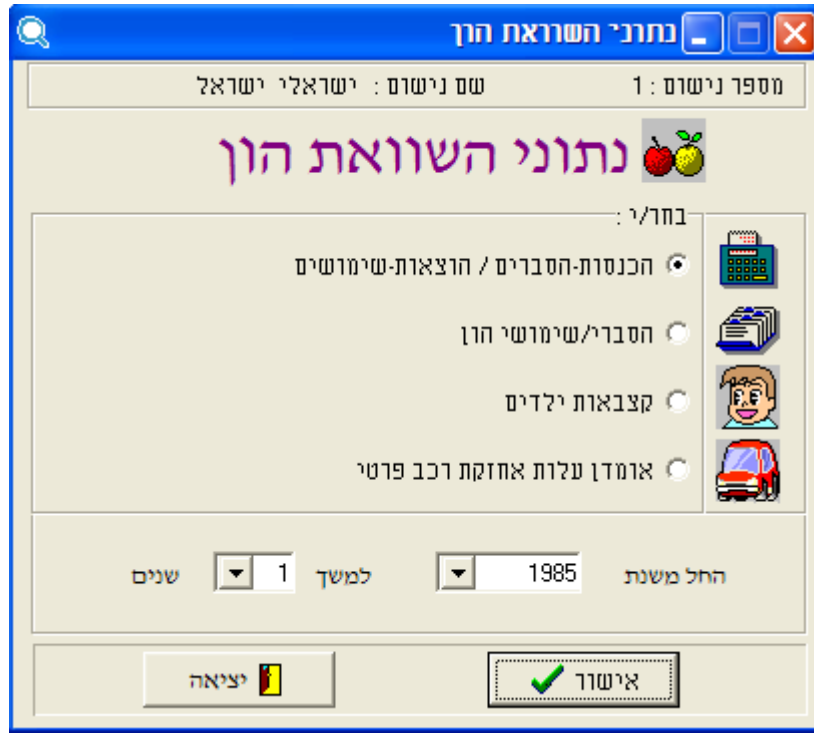 נתוני השוואת הון
מספר נישום : 1 שם נישום : ישראלי ישראל
נתוני השוואת הון
בחר/י :
הכנסות-הסברים / הוצאות-שימושים
הסברי/שימושי הון
קצבאות ילדים
אומדן עלות אחזקת רכב פרטי
החל משנת 1985 למשך 1 שנים
אישור יציאה